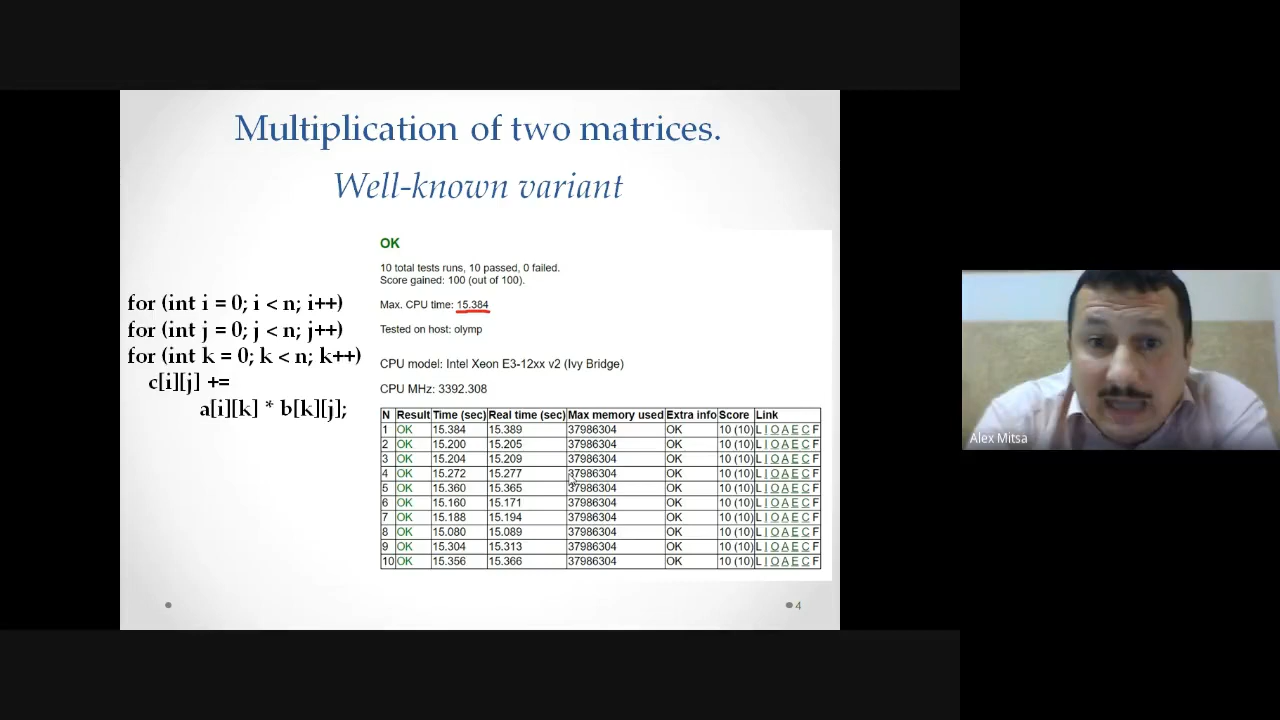 Multiplication of two matrices.
Well-known variant
for (int i = 0; i < n; i++)
for (int j = 0; j < n; j++)
for (int k = 0; k < n; k++)
c[i][j] +=
a[i][k] * b[k][j];
OK
10 total tests runs, 10 passed, 0 failed.
Score gained: 100 (out of 100).
Max. CPU time: 15.384
Tested on host: olymp
CPU model: Intel Xeon E3-12xx v2 (Ivy Bridge)
CPU MHz: 3392.308
N Result Time (sec) Real time (sec) Max memory used Extra info Score Link
1 OK 15.384 15.389 37986304 OK 10 (10) L I O A E C F
2 OK 15.200 15.205 37986304 OK 10 (10) L I O A E C F
3 OK 15.204 15.209 37986304 OK 10 (10) L I O A E C F
4 OK 15.272 15.277 37986304 OK 10 (10) L I O A E C F
5 OK 15.360 15.365 37986304 OK 10 (10) L I O A E C F
6 OK 15.160 15.171 37986304 OK 10 (10) L I O A E C F
7 OK 15.188 15.194 37986304 OK 10 (10) L I O A E C F
8 OK 15.080 15.089 37986304 OK 10 (10) L I O A E C F
9 OK 15.304 15.313 37986304 OK 10 (10) L I O A E C F
10 OK 15.356 15.366 37986304 OK 10 (10) L I O A E C F
4
Alex Mitsa